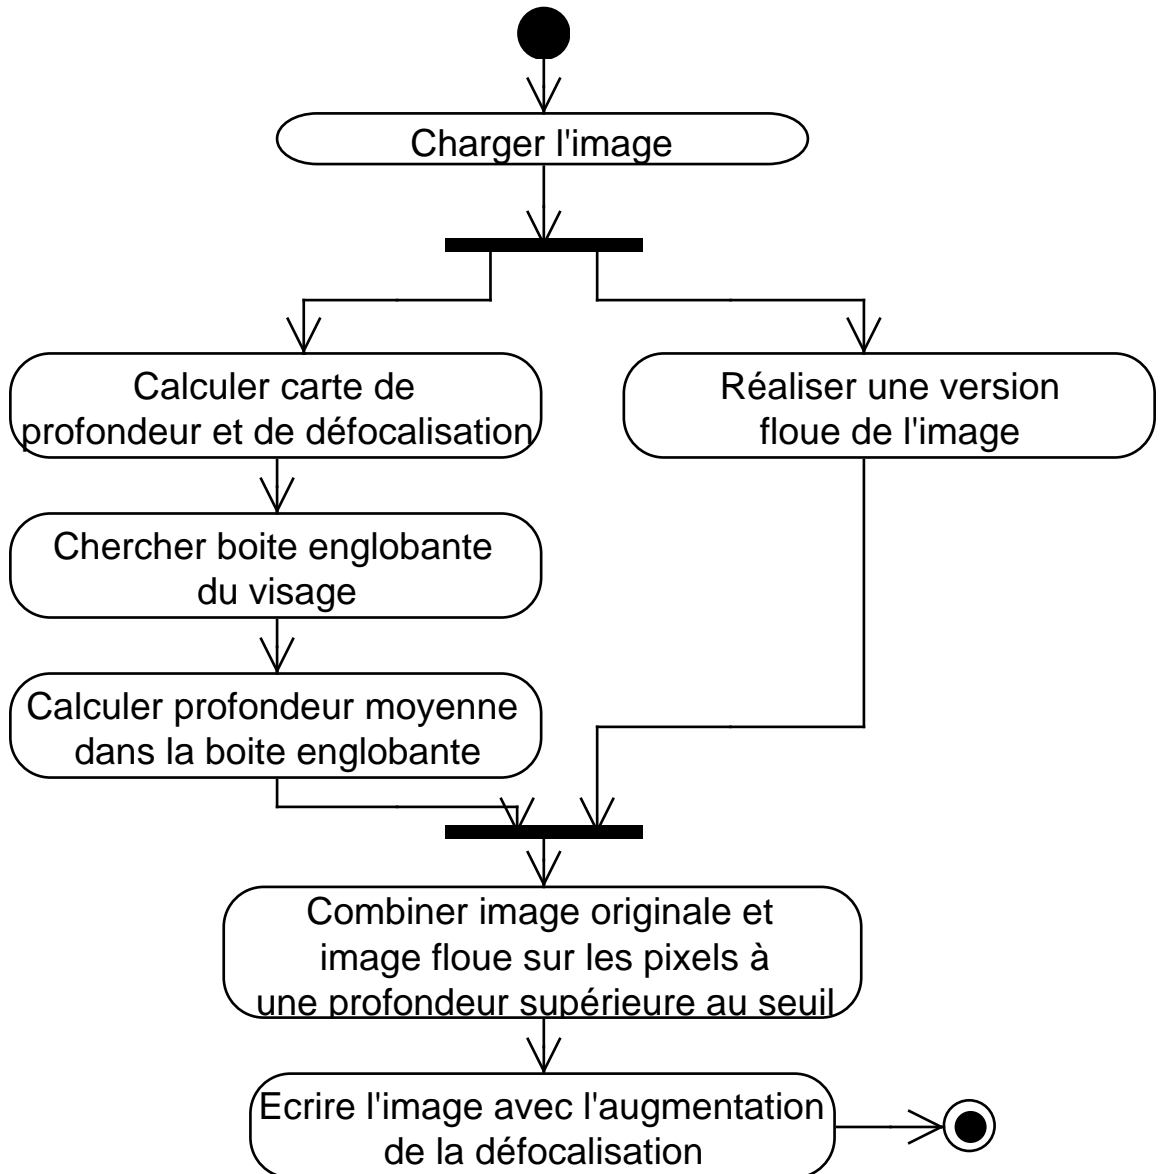 Charger l'image
Calculer carte de
profondeur et de défocalisation
Réaliser une version
floue de l'image
Chercher boite englobante
du visage
Calculer profondeur moyenne
dans la boite englobante
Combiner image originale et
image floue sur les pixels à
une profondeur supérieure au seuil
Ecrire l'image avec l'augmentation
de la défocalisation